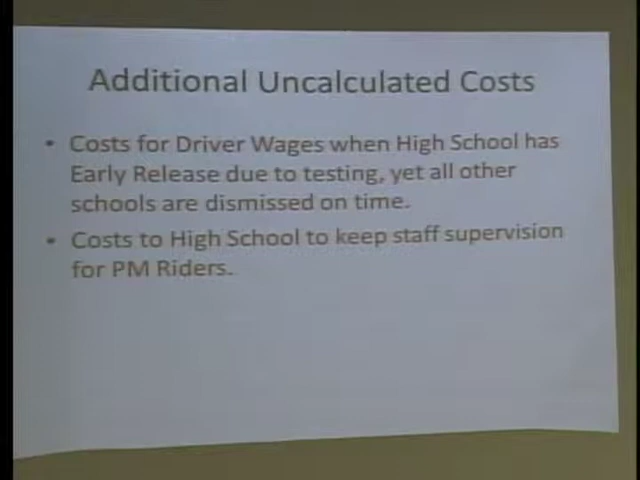 Additional Uncalculated Costs
• Costs for Driver Wages when High School has
Early Release due to testing, yet all other
schools are dismissed on time.
• Costs to High School to keep staff supervision
for PM Riders.